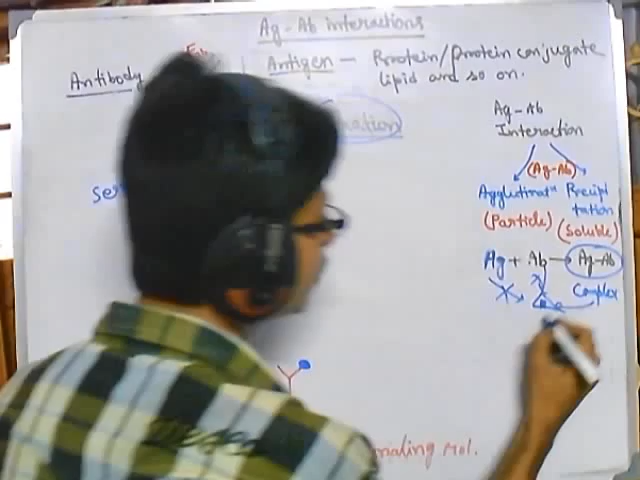 Ag-Ab interactions
Antibody
Antigen — Protein/protein conjugate
lipid and so on.
Ag-Ab
Interaction
(Ag-Ab)
Agglutinatⁿ Precipi
tation
(Particle) (Soluble)
Ag + Ab → Ag-Ab
Complex
Mol.